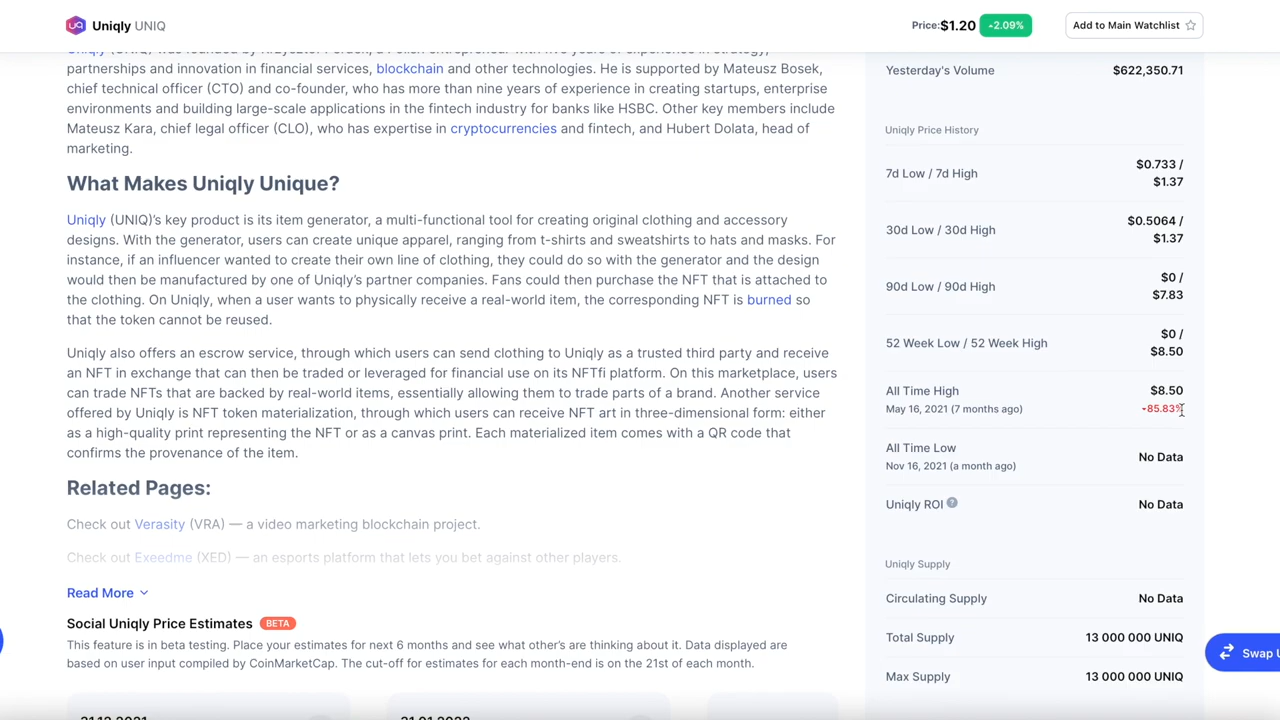 Uniqly UNIQ
Price: $1.20 2.09% Add to Main Watchlist
partnerships and innovation in financial services, blockchain and other technologies. He is supported by Mateusz Bosek,
chief technical officer (CTO) and co-founder, who has more than nine years of experience in creating startups, enterprise
environments and building large-scale applications in the fintech industry for banks like HSBC. Other key members include
Mateusz Kara, chief legal officer (CLO), who has expertise in cryptocurrencies and fintech, and Hubert Dolata, head of
marketing.
What Makes Uniqly Unique?
Uniqly (UNIQ)’s key product is its item generator, a multi-functional tool for creating original clothing and accessory
designs. With the generator, users can create unique apparel, ranging from t-shirts and sweatshirts to hats and masks. For
instance, if an influencer wanted to create their own line of clothing, they could do so with the generator and the design
would then be manufactured by one of Uniqly’s partner companies. Fans could then purchase the NFT that is attached to
the clothing. On Uniqly, when a user wants to physically receive a real-world item, the corresponding NFT is burned so
that the token cannot be reused.
Uniqly also offers an escrow service, through which users can send clothing to Uniqly as a trusted third party and receive
an NFT in exchange that can then be traded or leveraged for financial use on its NFTfi platform. On this marketplace, users
can trade NFTs that are backed by real-world items, essentially allowing them to trade parts of a brand. Another service
offered by Uniqly is NFT token materialization, through which users can receive NFT art in three-dimensional form: either
as a high-quality print representing the NFT or as a canvas print. Each materialized item comes with a QR code that
confirms the provenance of the item.
Related Pages:
Check out Verasity (VRA) — a video marketing blockchain project.
Check out Exeedme (XED) — an esports platform that lets you bet against other players.
Read More
Social Uniqly Price Estimates BETA
This feature is in beta testing. Place your estimates for next 6 months and see what other’s are thinking about it. Data displayed are
based on user input compiled by CoinMarketCap. The cut-off for estimates for each month-end is on the 21st of each month.
31.12.2021 31.01.2022
Yesterday's Volume $622,350.71
Uniqly Price History
7d Low / 7d High $0.733 /
$1.37
30d Low / 30d High $0.5064 /
$1.37
90d Low / 90d High $0 /
$7.83
52 Week Low / 52 Week High $0 /
$8.50
All Time High $8.50
May 16, 2021 (7 months ago) 85.83%
All Time Low No Data
Nov 16, 2021 (a month ago)
Uniqly ROI ? No Data
Uniqly Supply
Circulating Supply No Data
Total Supply 13 000 000 UNIQ
Max Supply 13 000 000 UNIQ
Swap